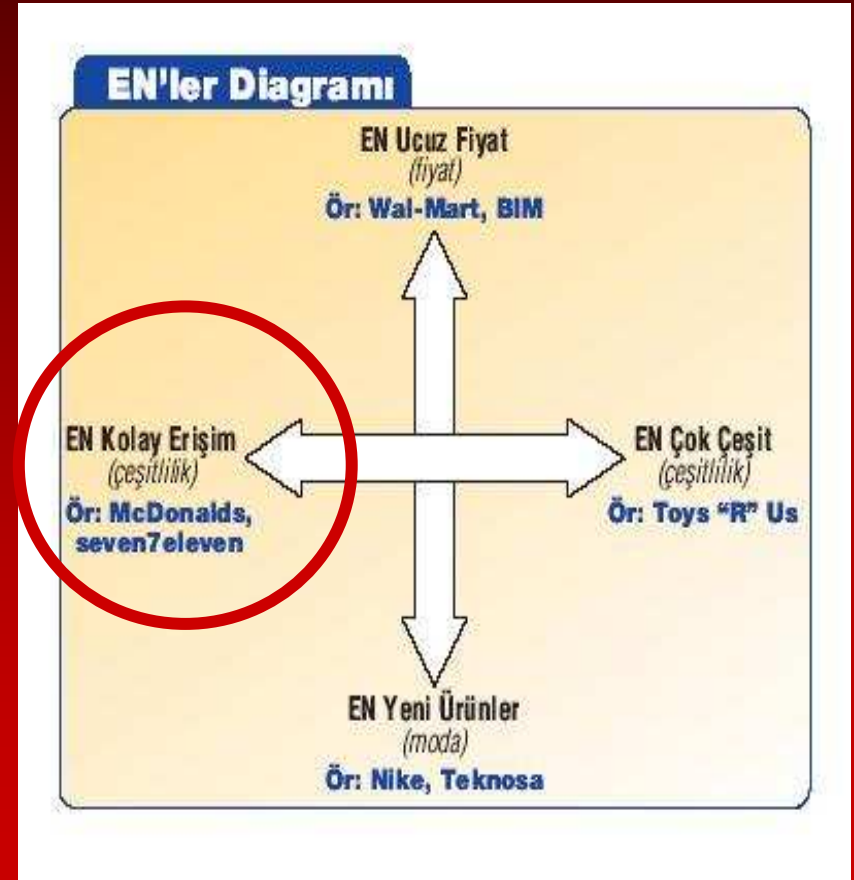 EN'ler Diagramı
EN Ucuz Fiyat
(fiyat)
Ör: Wal-Mart, BIM
EN Kolay Erişim
(çeşitlilik)
Ör: McDonalds,
seven7eleven
EN Çok Çeşit
(çeşitlilik)
Ör: Toys "R" Us
EN Yeni Ürünler
(moda)
Ör: Nike, Teknosa